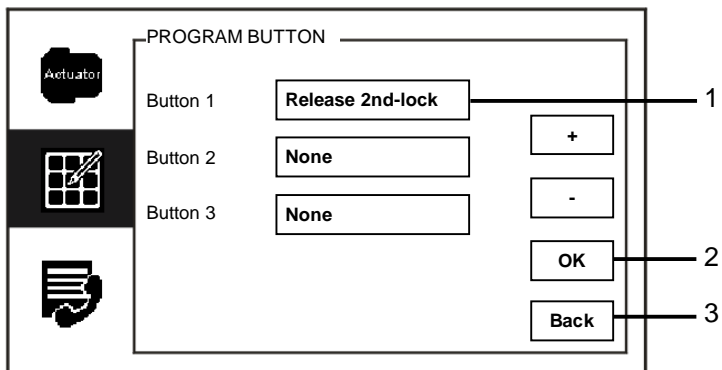 PROGRAM BUTTON
Actuator
Button 1
Release 2nd-lock
1
+
Button 2
None
-
Button 3
None
OK
2
Back
3